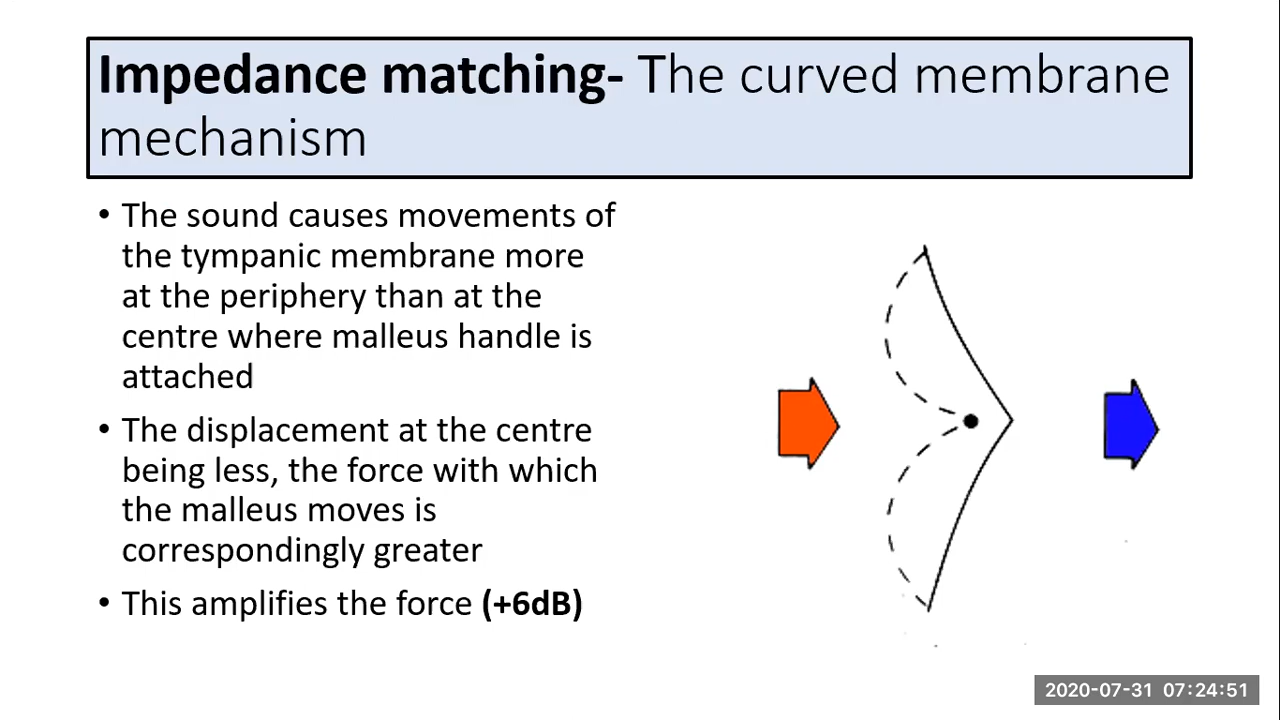 Impedance matching- The curved membrane
mechanism
• The sound causes movements of
the tympanic membrane more
at the periphery than at the
centre where malleus handle is
attached
• The displacement at the centre
being less, the force with which
the malleus moves is
correspondingly greater
• This amplifies the force (+6dB)
2020-07-31 07:24:51